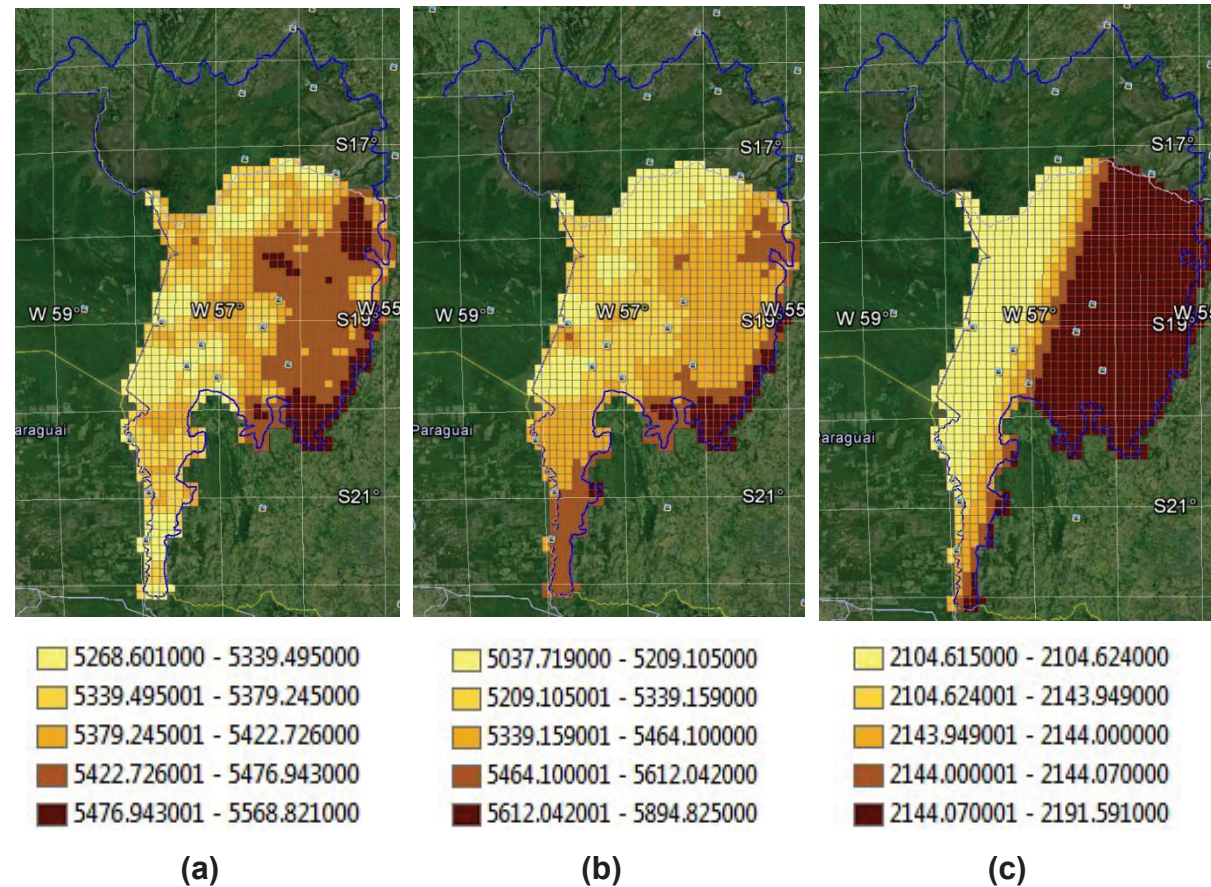 S17°
W 59°
W 57°
W 55
S19°
araguai
S21°
S17°
W 59°
W 57°
W 55
S19°
Paraguai
S21°
S17°
W 59°
W 57°
W 5
S19°
araguai
S21°
5268.601000 - 5339.495000
5339.495001 - 5379.245000
5379.245001 - 5422.726000
5422.726001 - 5476.943000
5476.943001 - 5568.821000
5037.719000 - 5209.105000
5209.105001 - 5339.159000
5339.159001 - 5464.100000
5464.100001 - 5612.042000
5612.042001 - 5894.825000
2104.615000 - 2104.624000
2104.624001 - 2143.949000
2143.949001 - 2144.000000
2144.000001 - 2144.070000
2144.070001 - 2191.591000
(a)
(b)
(c)